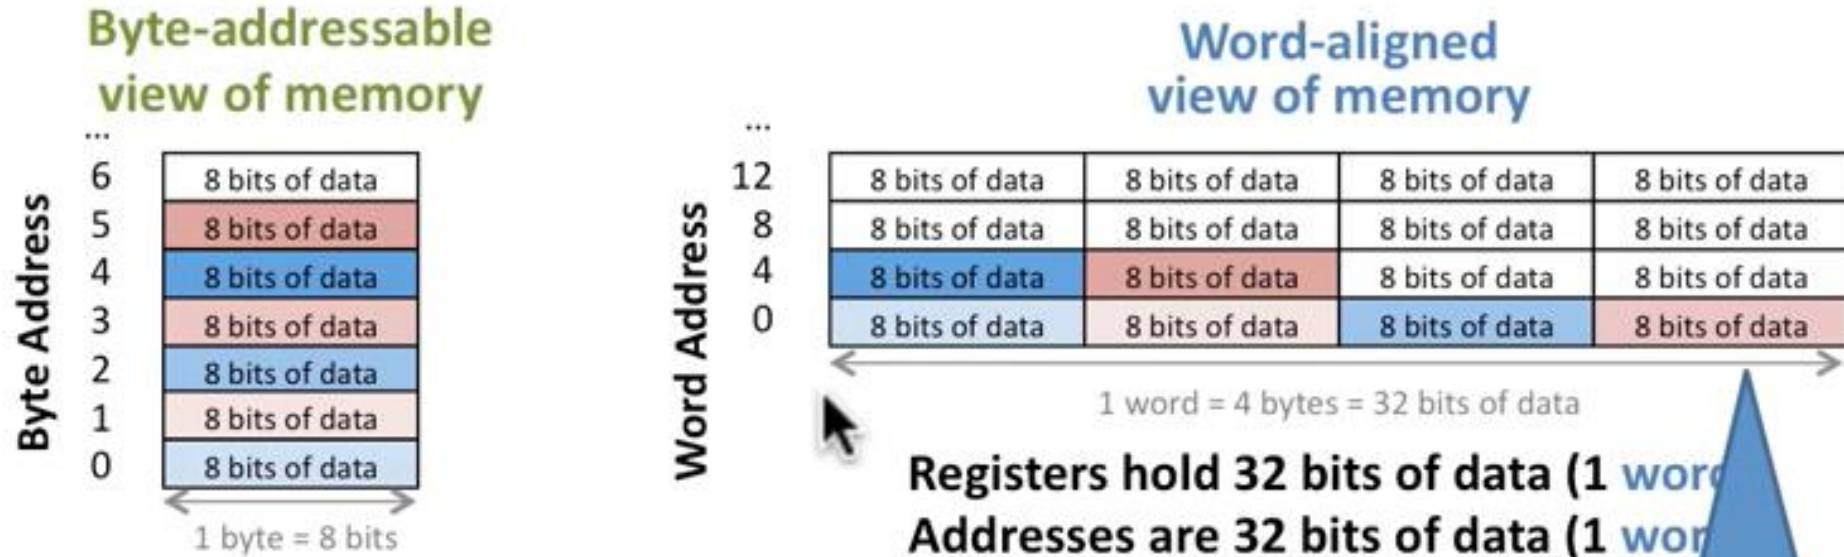 Byte-addressable
view of memory
Byte Address
...
6 8 bits of data
5 8 bits of data
4 8 bits of data
3 8 bits of data
2 8 bits of data
1 8 bits of data
0 8 bits of data
1 byte = 8 bits
Word-aligned
view of memory
Word Address
...
12 8 bits of data 8 bits of data 8 bits of data 8 bits of data
8 8 bits of data 8 bits of data 8 bits of data 8 bits of data
4 8 bits of data 8 bits of data 8 bits of data 8 bits of data
0 8 bits of data 8 bits of data 8 bits of data 8 bits of data
1 word = 4 bytes = 32 bits of data
Registers hold 32 bits of data (1
Addresses are 32 bits of data (1